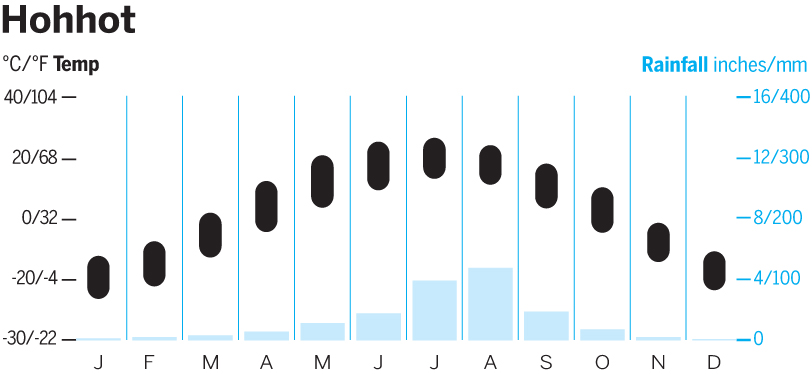 Hohhot
°C/°F Temp
Rainfall inches/mm
40/104
16/400
20/68
12/300
0/32
8/200
-20/-4
4/100
-30/-22
0
J F M A M J J A S O N D